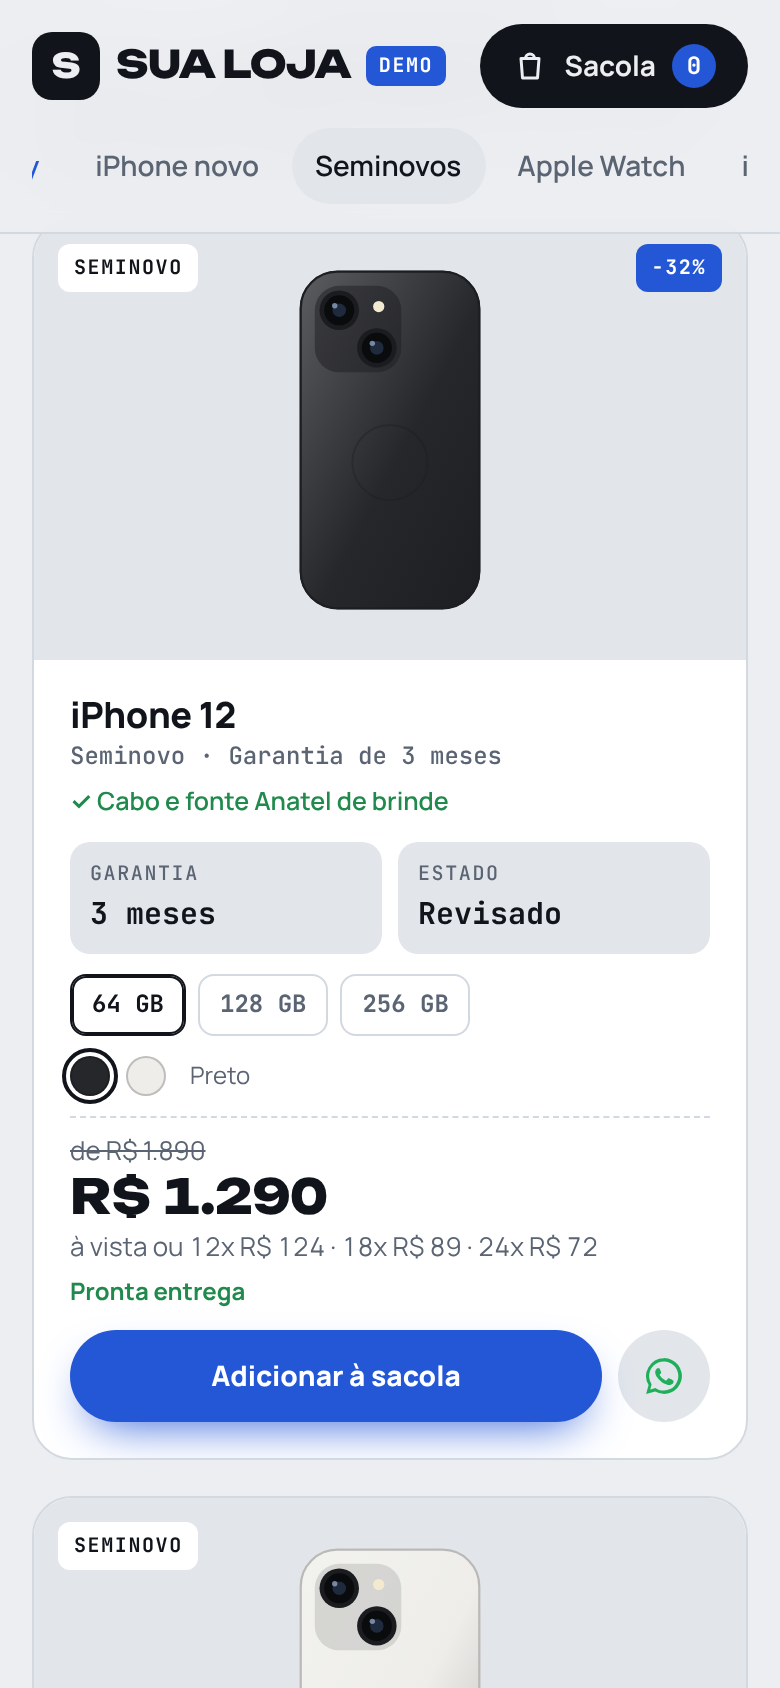 S SUA LOJA DEMO Sacola 0
iPhone novo Seminovos Apple Watch
SEMINOVO -32%
iPhone 12
Seminovo · Garantia de 3 meses
✓ Cabo e fonte Anatel de brinde
GARANTIA ESTADO
3 meses Revisado
64 GB 128 GB 256 GB
Preto
de R$ 1.890
R$ 1.290
à vista ou 12x R$ 124 · 18x R$ 89 · 24x R$ 72
Pronta entrega
Adicionar à sacola
SEMINOVO